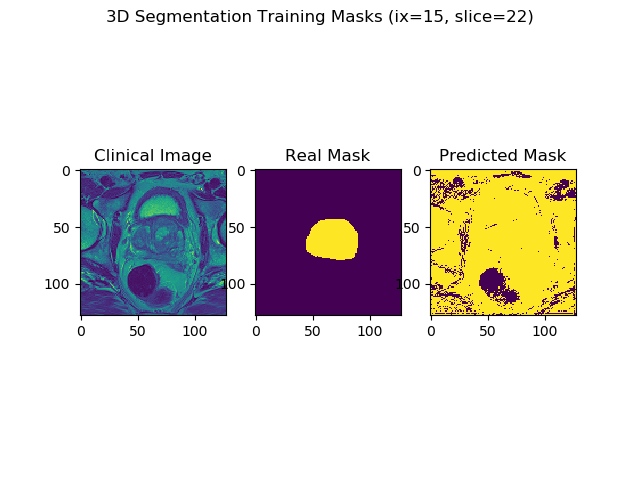 3D Segmentation Training Masks (ix=15, slice=22)
Clinical Image Real Mask Predicted Mask
0 0 0
50 50 50
100 100 100
0 50 100 0 50 100 0 50 100